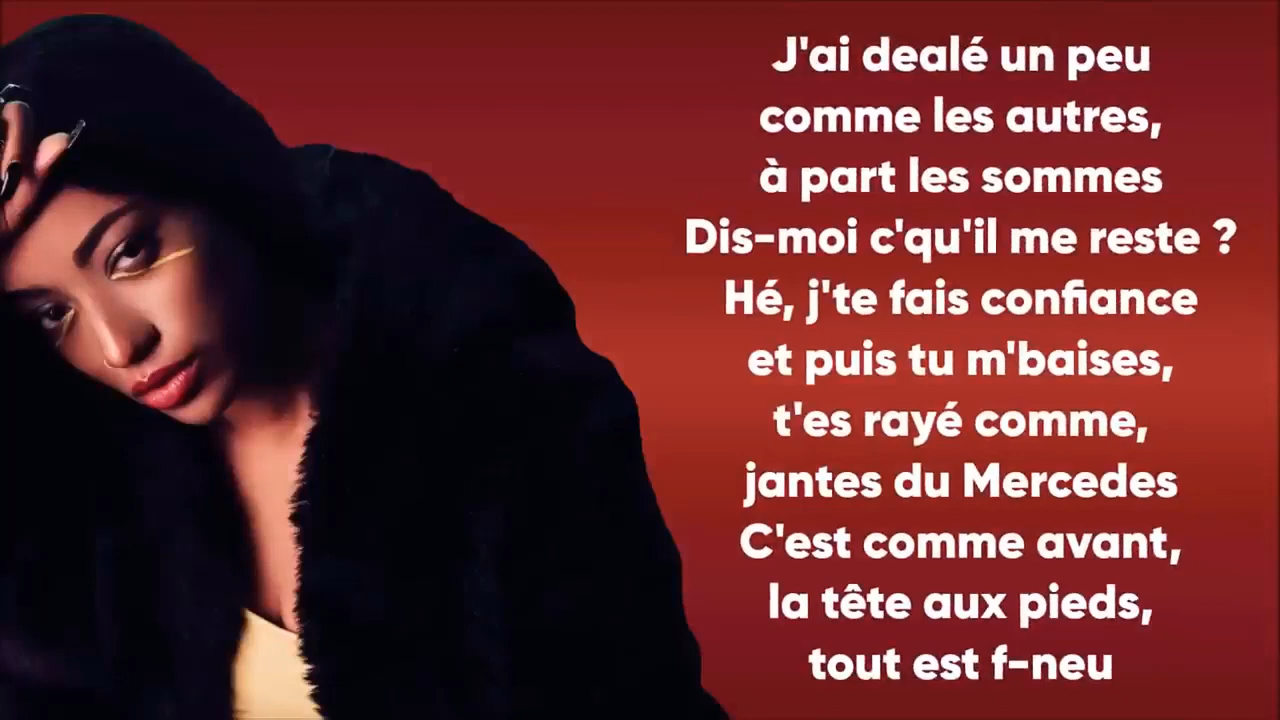 J'ai dealé un peu
comme les autres,
à part les sommes
Dis-moi c'qu'il me reste ?
Hé, j'te fais confiance
et puis tu m'baises,
t'es rayé comme,
jantes du Mercedes
C'est comme avant,
la tête aux pieds,
tout est f-neu